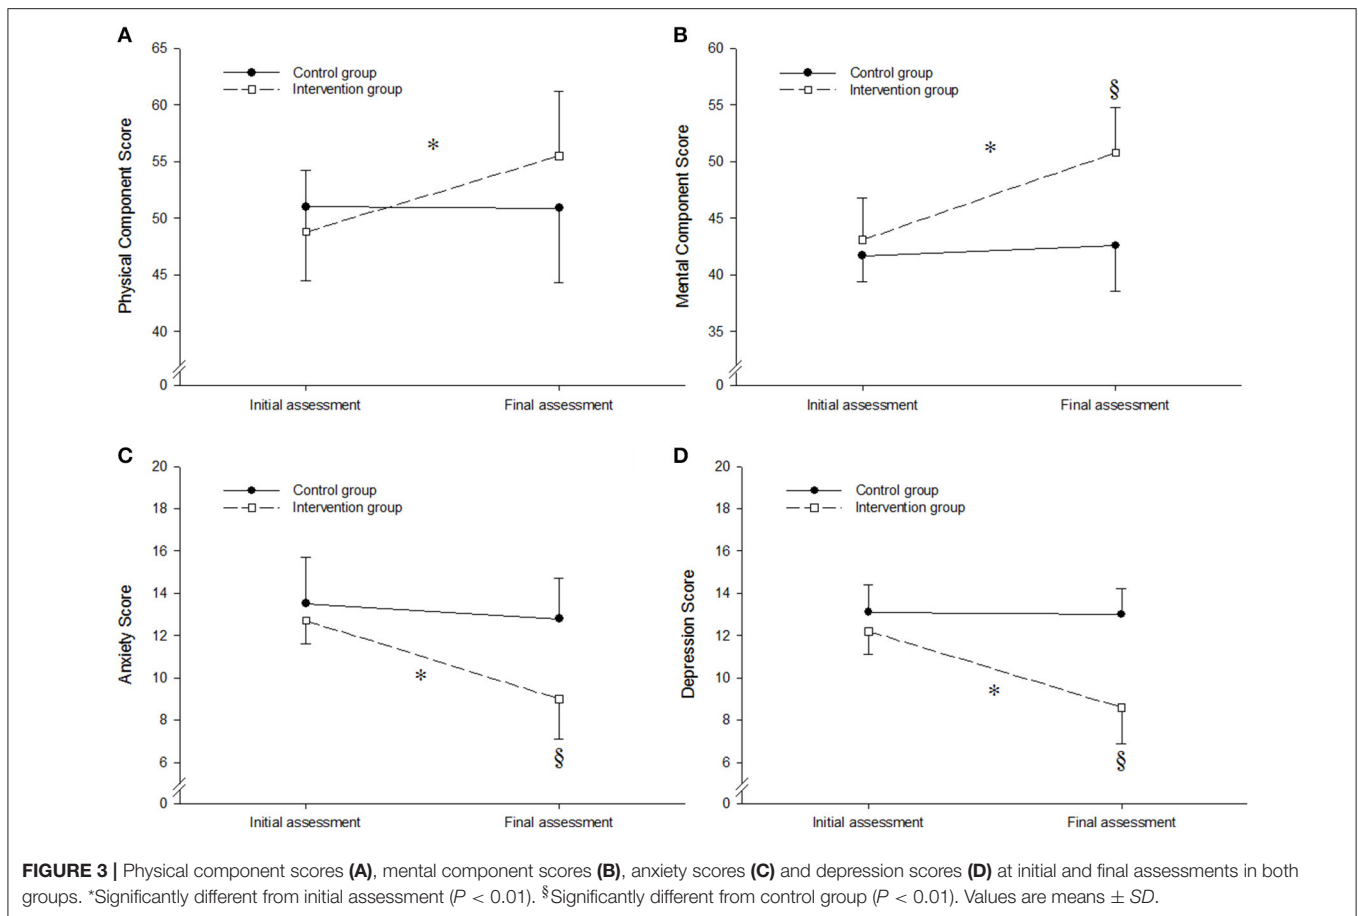 A
65
60
55
50
45
40
0
Physical Component Score
Control group
Intervention group
*
Initial assessment
Final assessment
B
60
55
50
45
40
35
0
Mental Component Score
Control group
Intervention group
*
§
Initial assessment
Final assessment
C
20
18
16
14
12
10
8
6
0
Anxiety Score
Control group
Intervention group
*
§
Initial assessment
Final assessment
D
20
18
16
14
12
10
8
6
0
Depression Score
Control group
Intervention group
*
§
Initial assessment
Final assessment
FIGURE 3 | Physical component scores (A), mental component scores (B), anxiety scores (C) and depression scores (D) at initial and final assessments in both
groups. *Significantly different from initial assessment (P < 0.01). §Significantly different from control group (P < 0.01). Values are means ± SD.